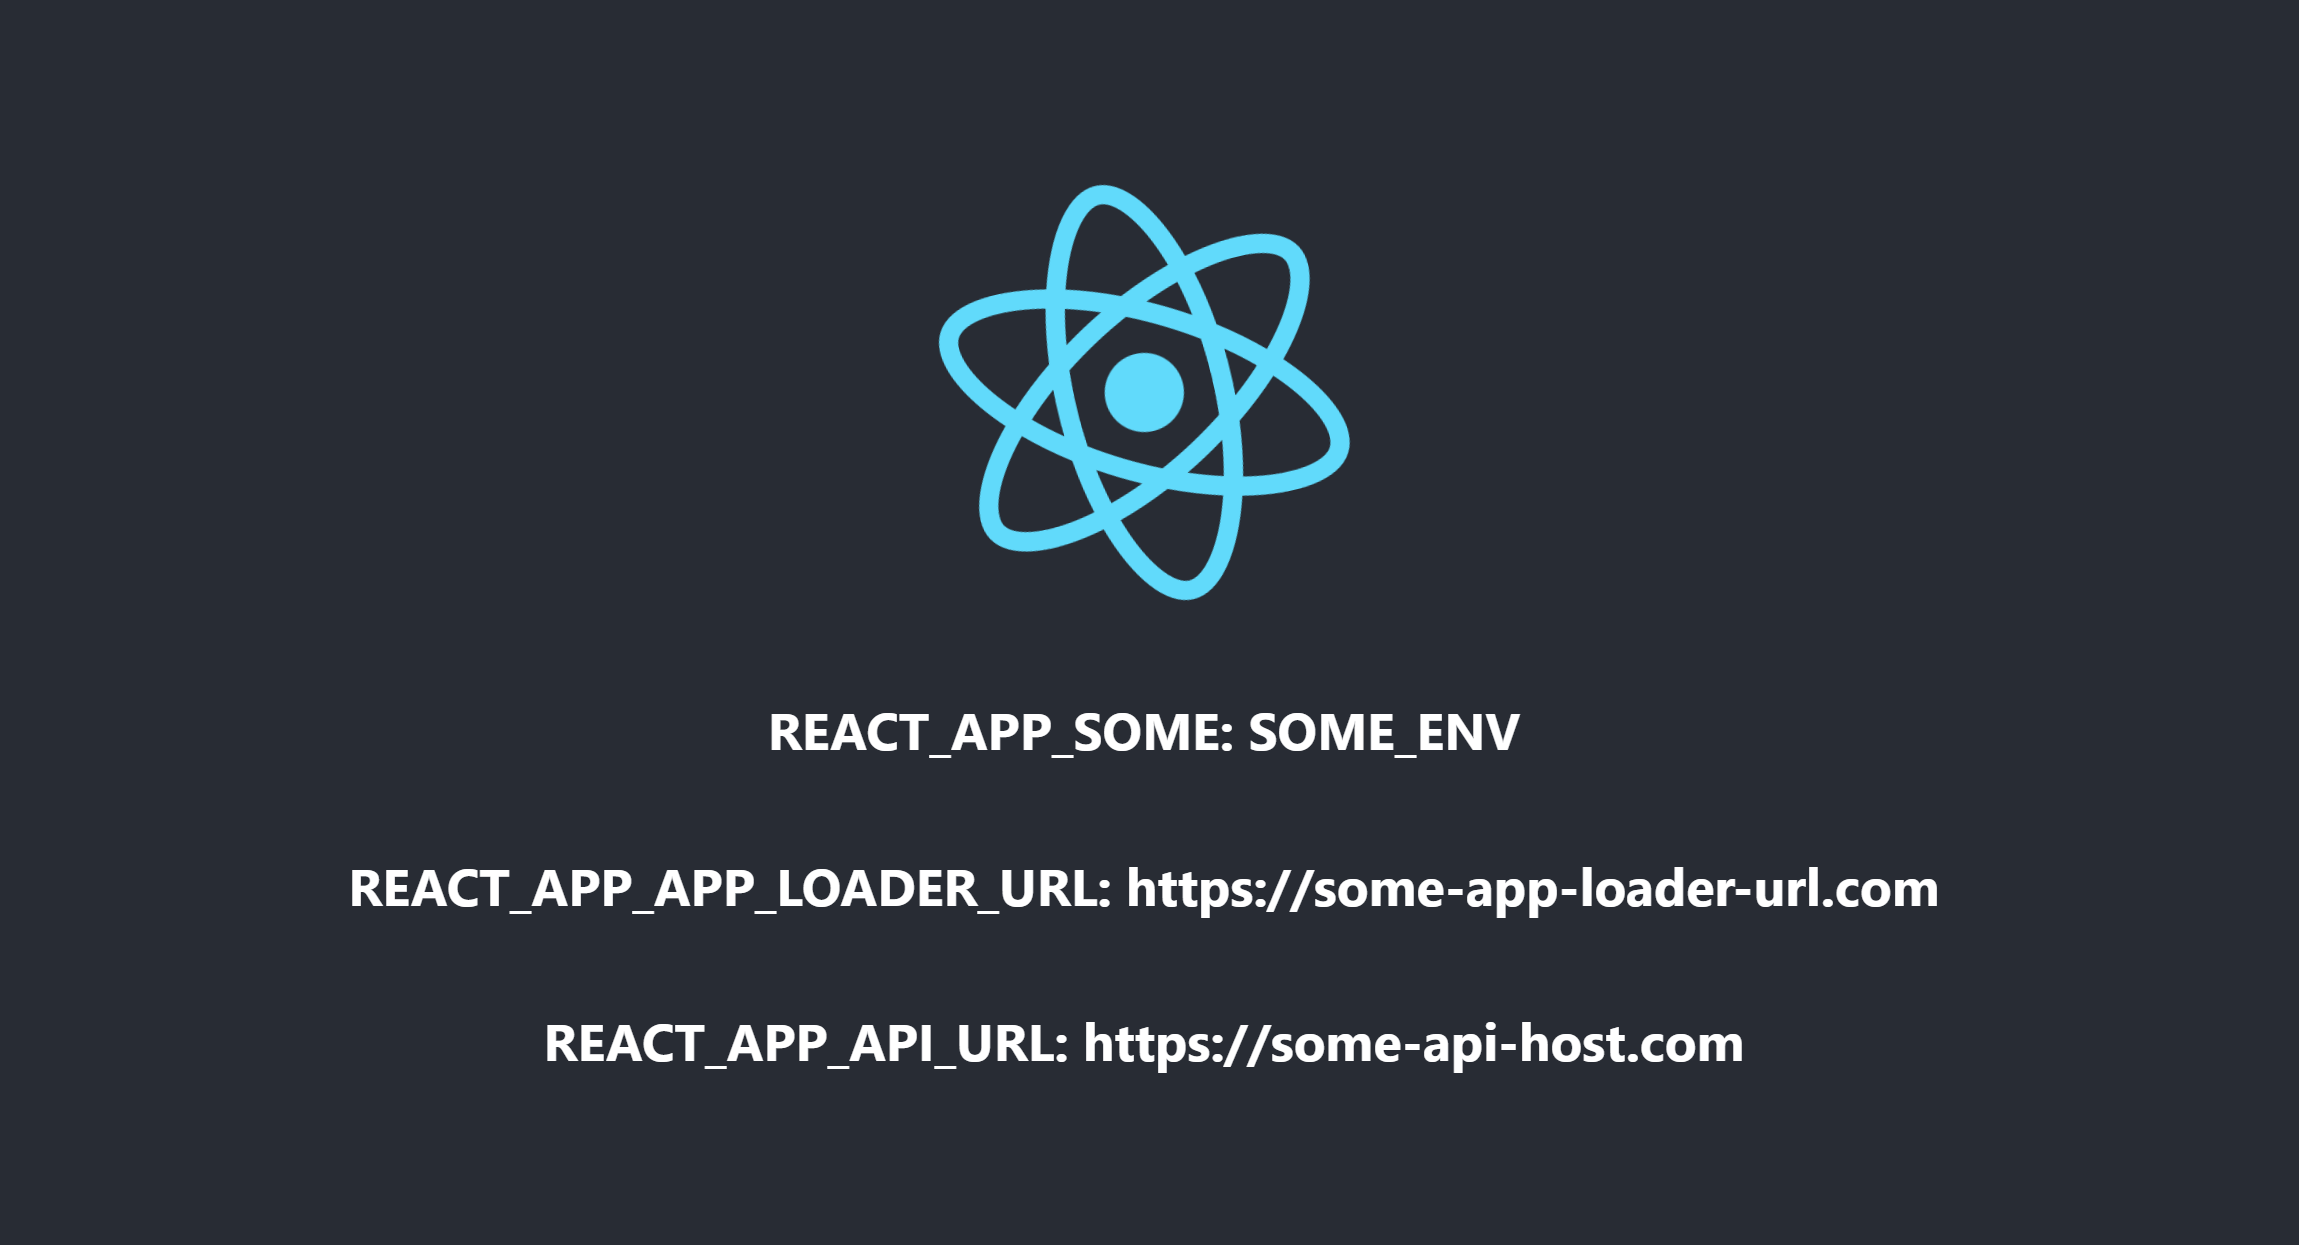 REACT_APP_SOME: SOME_ENV
REACT_APP_APP_LOADER_URL: https://some-app-loader-url.com
REACT_APP_API_URL: https://some-api-host.com